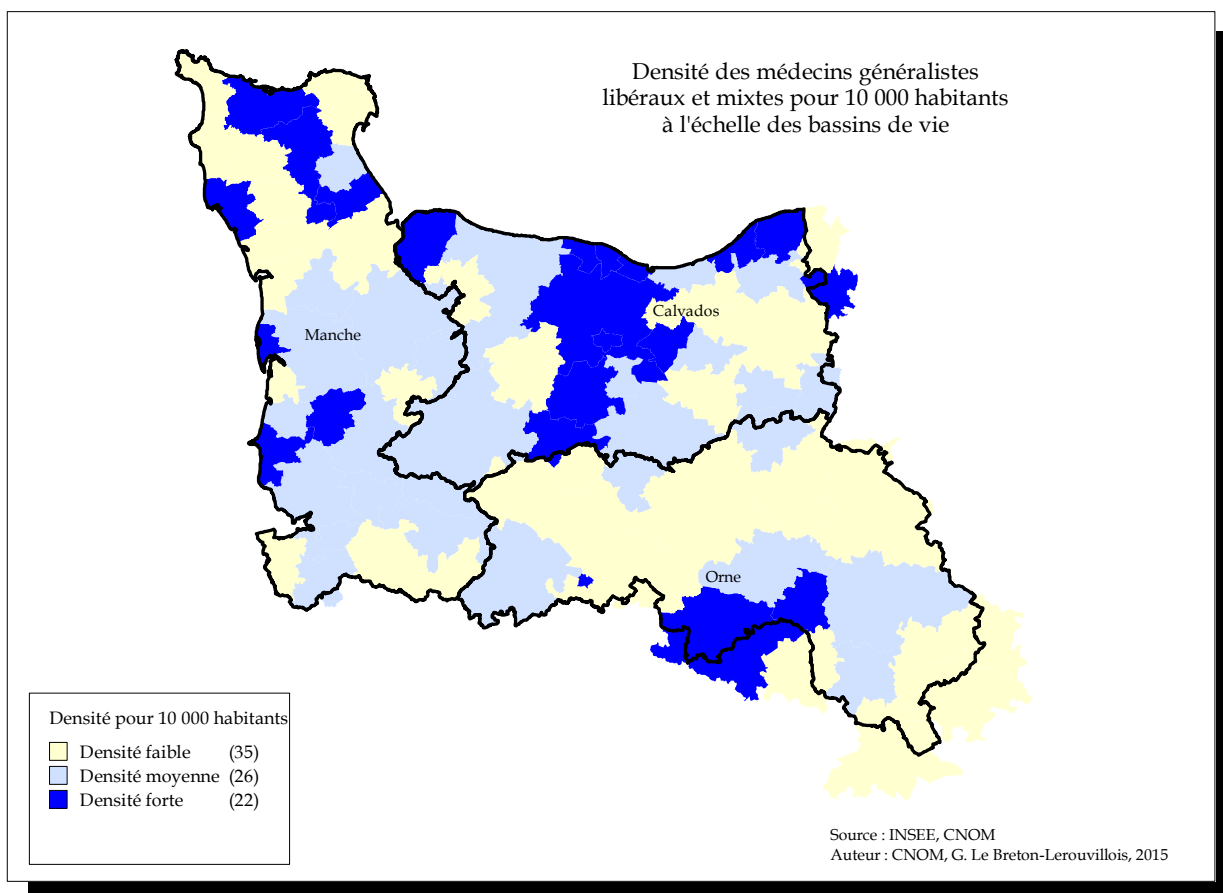 Densité des médecins généralistes
libéraux et mixtes pour 10 000 habitants
à l'échelle des bassins de vie
Calvados
Manche
Orne
Densité pour 10 000 habitants
Densité faible (35)
Densité moyenne (26)
Densité forte (22)
Source : INSEE, CNOM
Auteur : CNOM, G. Le Breton-Lerouvillois, 2015